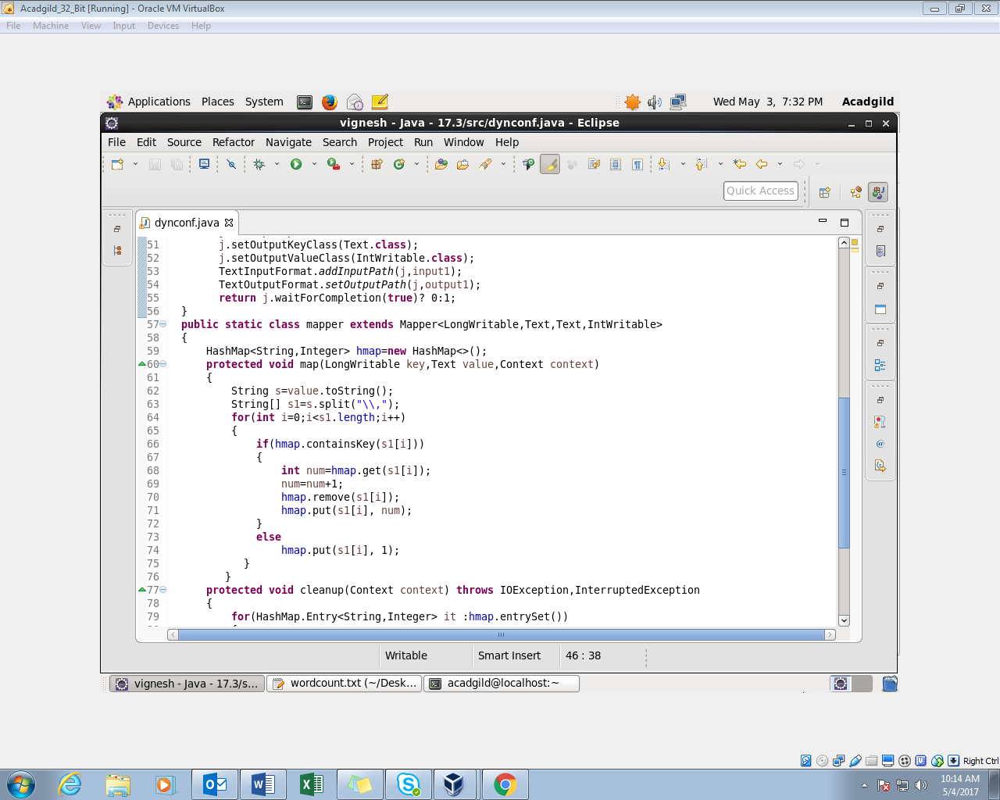 Acadgild_32_Bit [Running] - Oracle VM VirtualBox
File Machine View Input Devices Help
Applications Places System Wed May 3, 7:32 PM Acadgild
vignesh - Java - 17.3/src/dynconf.java - Eclipse
File Edit Source Refactor Navigate Search Project Run Window Help
Quick Access
dynconf.java
51 j.setOutputKeyClass(Text.class);
52 j.setOutputValueClass(IntWritable.class);
53 TextInputFormat.addInputPath(j,input1);
54 TextOutputFormat.setOutputPath(j,output1);
55 return j.waitForCompletion(true)? 0:1;
56 }
57 public static class mapper extends Mapper<LongWritable,Text,Text,IntWritable>
58 {
59 HashMap<String,Integer> hmap=new HashMap<>();
60 protected void map(LongWritable key,Text value,Context context)
61 {
62 String s=value.toString();
63 String[] s1=s.split("\\,");
64 for(int i=0;i<s1.length;i++)
65 {
66 if(hmap.containsKey(s1[i]))
67 {
68 int num=hmap.get(s1[i]);
69 num=num+1;
70 hmap.remove(s1[i]);
71 hmap.put(s1[i], num);
72 }
73 else
74 hmap.put(s1[i], 1);
75 }
76 }
77 protected void cleanup(Context context) throws IOException,InterruptedException
78 {
79 for(HashMap.Entry<String,Integer> it :hmap.entrySet())
Writable Smart Insert 46 : 38
vignesh - Java - 17.3/s... wordcount.txt (~/Desk... acadgild@localhost:~
Right Ctrl
10:14 AM
5/4/2017